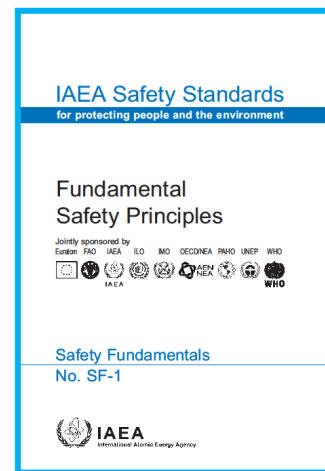 IAEA Safety Standards
for protecting people and the environment
Fundamental
Safety Principles
Jointly sponsored by
Euratom FAO IAEA ILO IMO OECD/NEA PAHO UNEP WHO
IAEA
AEN
NEA
WHO
Safety Fundamentals
No. SF-1
IAEA
International Atomic Energy Agency